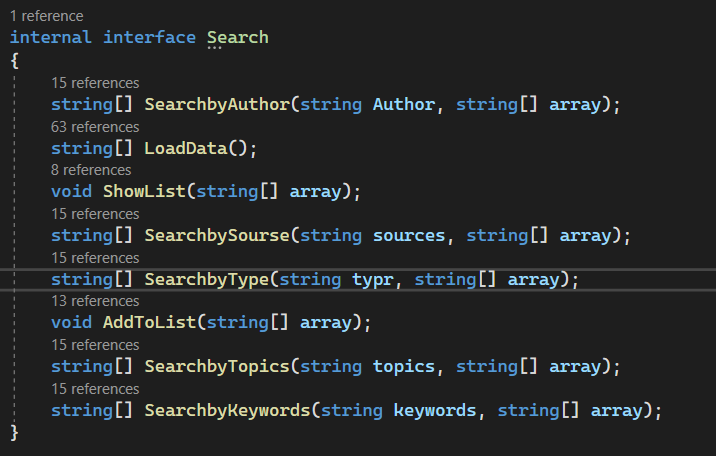 1 reference
internal interface Search
{
15 references
string[] SearchbyAuthor(string Author, string[] array);
63 references
string[] LoadData();
8 references
void ShowList(string[] array);
15 references
string[] SearchbySourse(string sources, string[] array);
15 references
string[] SearchbyType(string typr, string[] array);
13 references
void AddToList(string[] array);
15 references
string[] SearchbyTopics(string topics, string[] array);
15 references
string[] SearchbyKeywords(string keywords, string[] array);
}